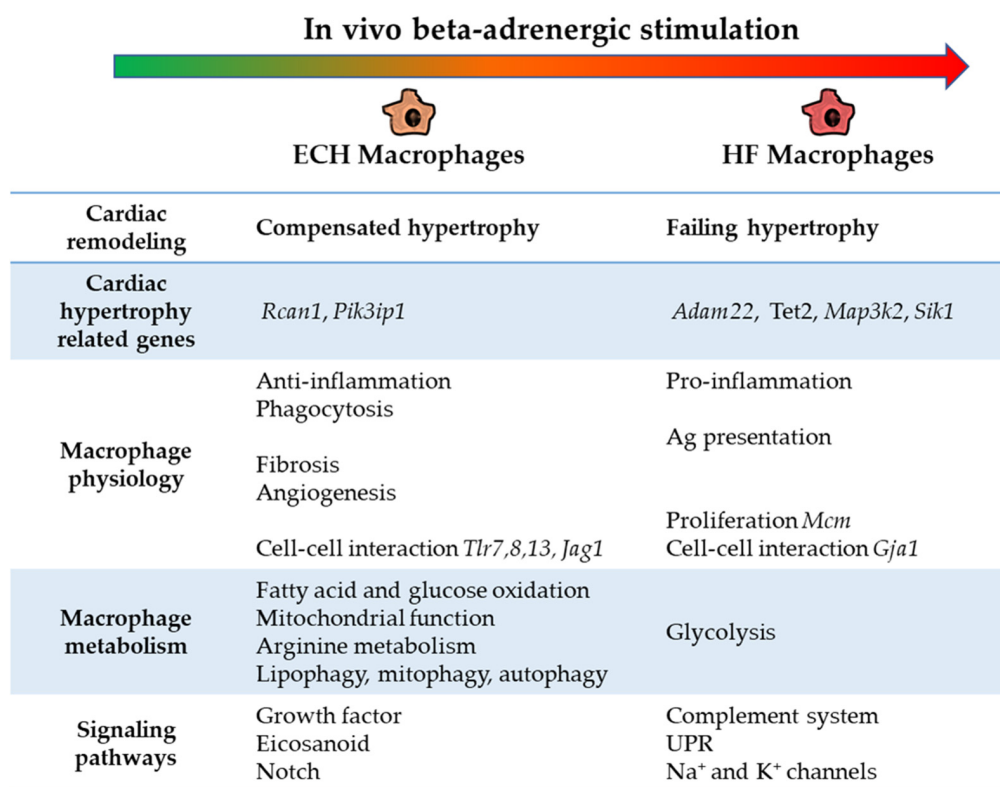 In vivo beta-adrenergic stimulation
ECH Macrophages
HF Macrophages
Cardiac
remodeling
Compensated hypertrophy
Failing hypertrophy
Cardiac
hypertrophy
related genes
Rcan1, Pik3ip1
Adam22, Tet2, Map3k2, Sik1
Macrophage
physiology
Anti-inflammation
Phagocytosis
Fibrosis
Angiogenesis
Cell-cell interaction Tlr7,8,13, Jag1
Pro-inflammation
Ag presentation
Proliferation Mcm
Cell-cell interaction Gja1
Macrophage
metabolism
Fatty acid and glucose oxidation
Mitochondrial function
Arginine metabolism
Lipophagy, mitophagy, autophagy
Glycolysis
Signaling
pathways
Growth factor
Eicosanoid
Notch
Complement system
UPR
Na⁺ and K⁺ channels